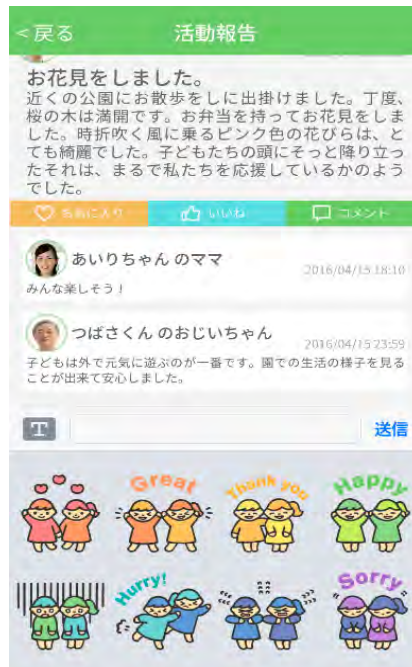 <戻る 活動報告
お花見をしました。
近くの公園にお散歩をしに出掛けました。丁度、
桜の木は満開です。お弁当を持ってお花見をしま
した。時折吹く風に乗るピンク色の花びらは、と
ても綺麗でした。子どもたちの頭にそっと降り立っ
たそれは、まるで私たちを応援しているかのよう
でした。
お気に入り いいね コメント
あいりちゃん のママ
2016/04/15 18:10
みんな楽しそう！
つばさくん のおじいちゃん
2016/04/15 23:59
子どもは外で元気に遊ぶのが一番です。園での生活の様子を見る
ことが出来て安心しました。
T 送信
Great Thank you Happy
Hurry! Sorry